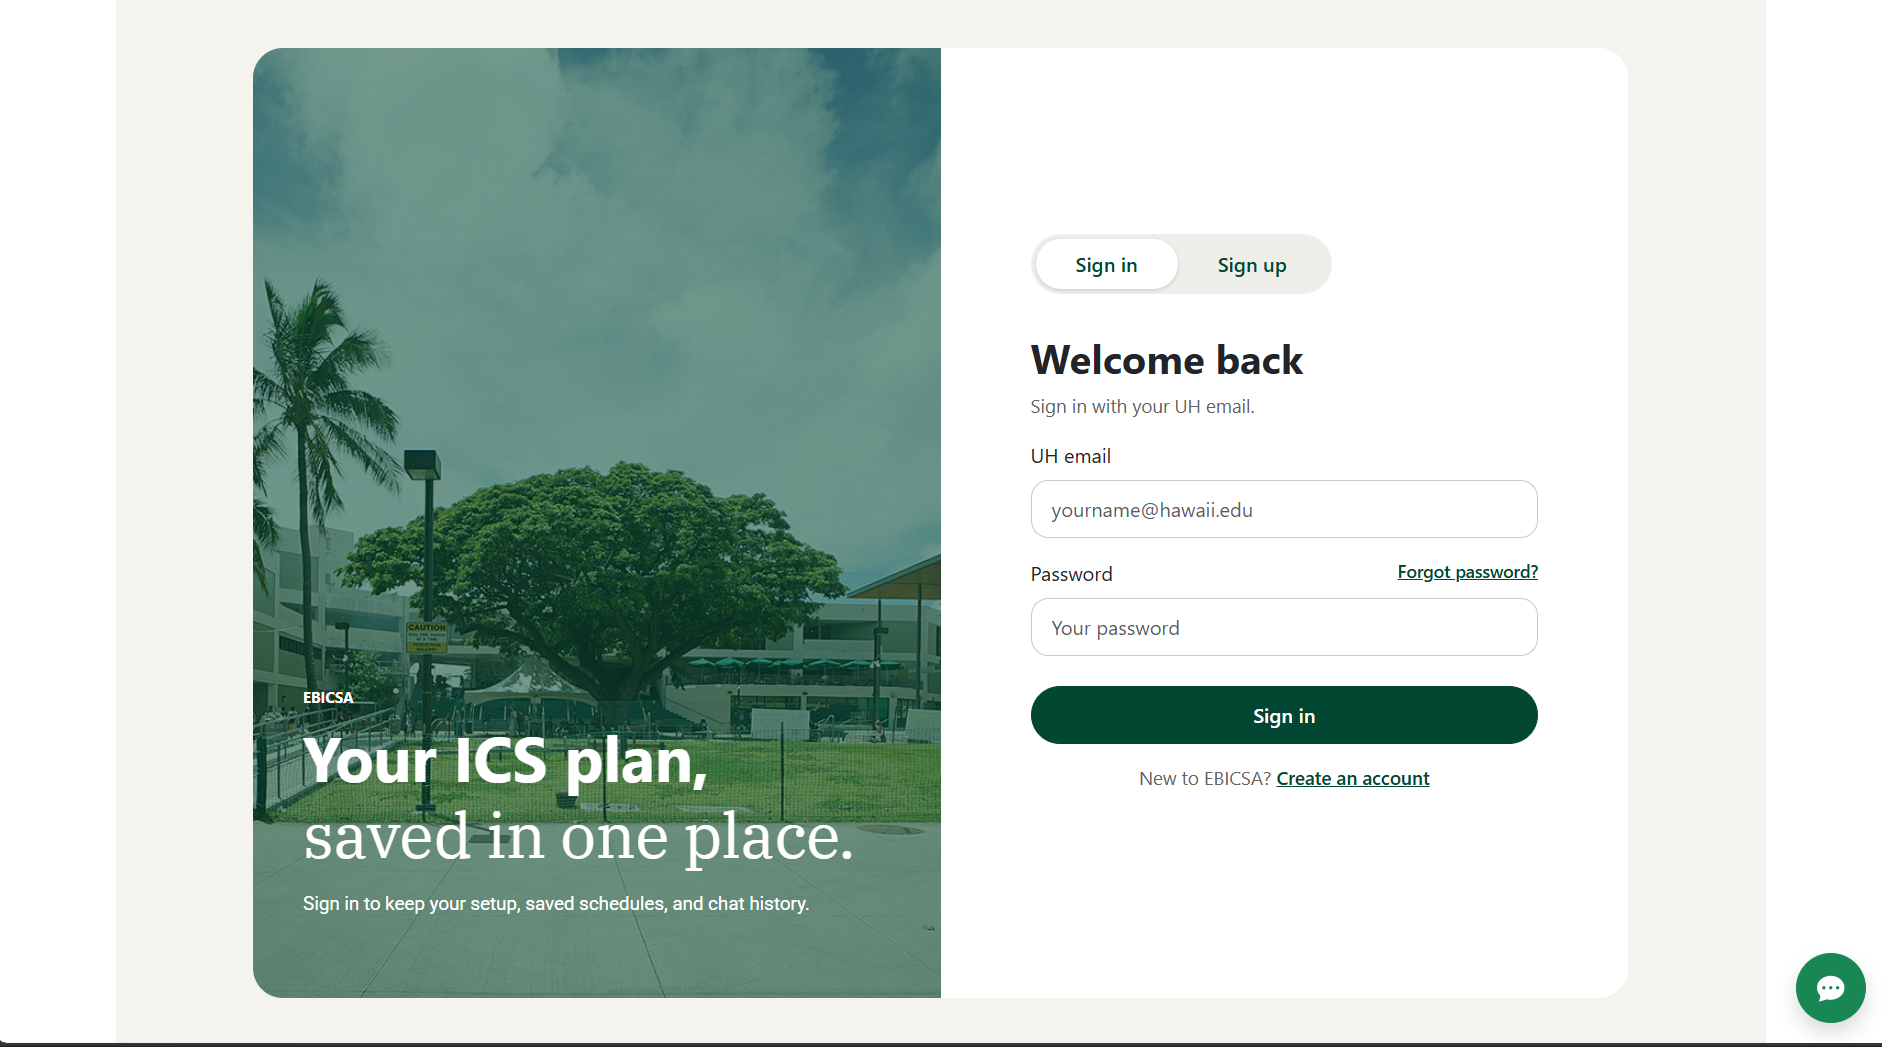 EBICSA
Your ICS plan,
saved in one place.
Sign in to keep your setup, saved schedules, and chat history.
CAUTION
Sign in
Sign up
Welcome back
Sign in with your UH email.
UH email
yourname@hawaii.edu
Password
Forgot password?
Your password
Sign in
New to EBICSA? Create an account